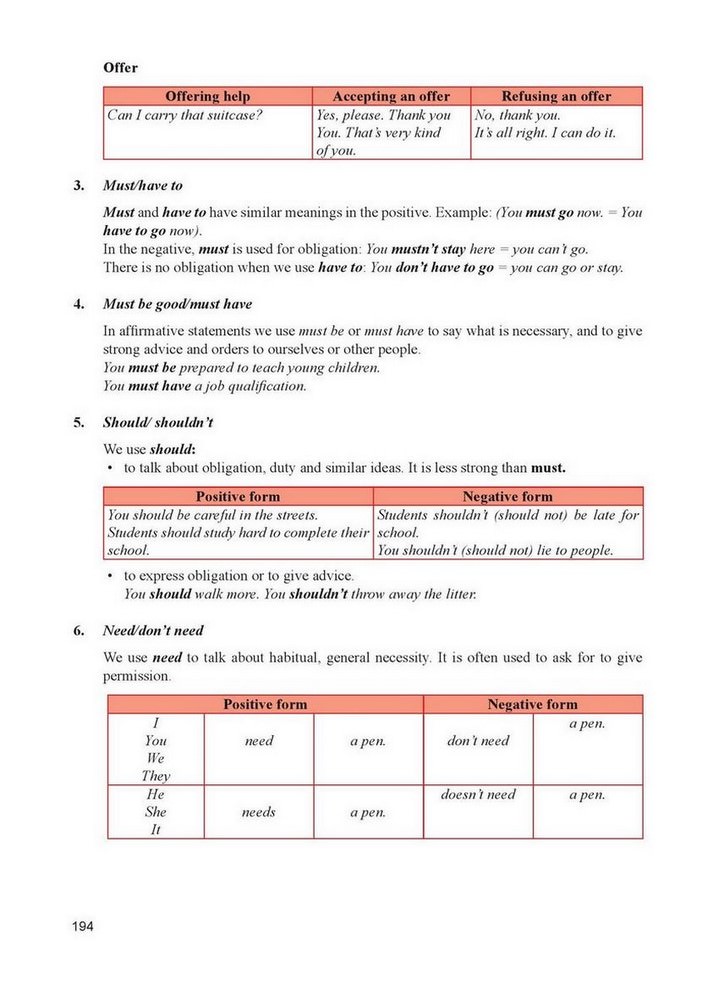 Offer
Offering help Accepting an offer Refusing an offer
Can I carry that suitcase? Yes, please. Thank you No, thank you.
You. That's very kind It's all right. I can do it.
of you.
3. Must/have to
Must and have to have similar meanings in the positive. Example: (You must go now. = You
have to go now).
In the negative, must is used for obligation: You mustn't stay here = you can't go.
There is no obligation when we use have to: You don't have to go = you can go or stay.
4. Must be good/must have
In affirmative statements we use must be or must have to say what is necessary, and to give
strong advice and orders to ourselves or other people.
You must be prepared to teach young children.
You must have a job qualification.
5. Should/ shouldn't
We use should:
• to talk about obligation, duty and similar ideas. It is less strong than must.
Positive form Negative form
You should be careful in the streets. Students shouldn't (should not) be late for
Students should study hard to complete their school.
school. You shouldn't (should not) lie to people.
• to express obligation or to give advice.
You should walk more. You shouldn't throw away the litter.
6. Need/don't need
We use need to talk about habitual, general necessity. It is often used to ask for to give
permission.
Positive form Negative form
I a pen.
You need a pen. don't need
We
They
He doesn't need a pen.
She needs a pen.
It
194